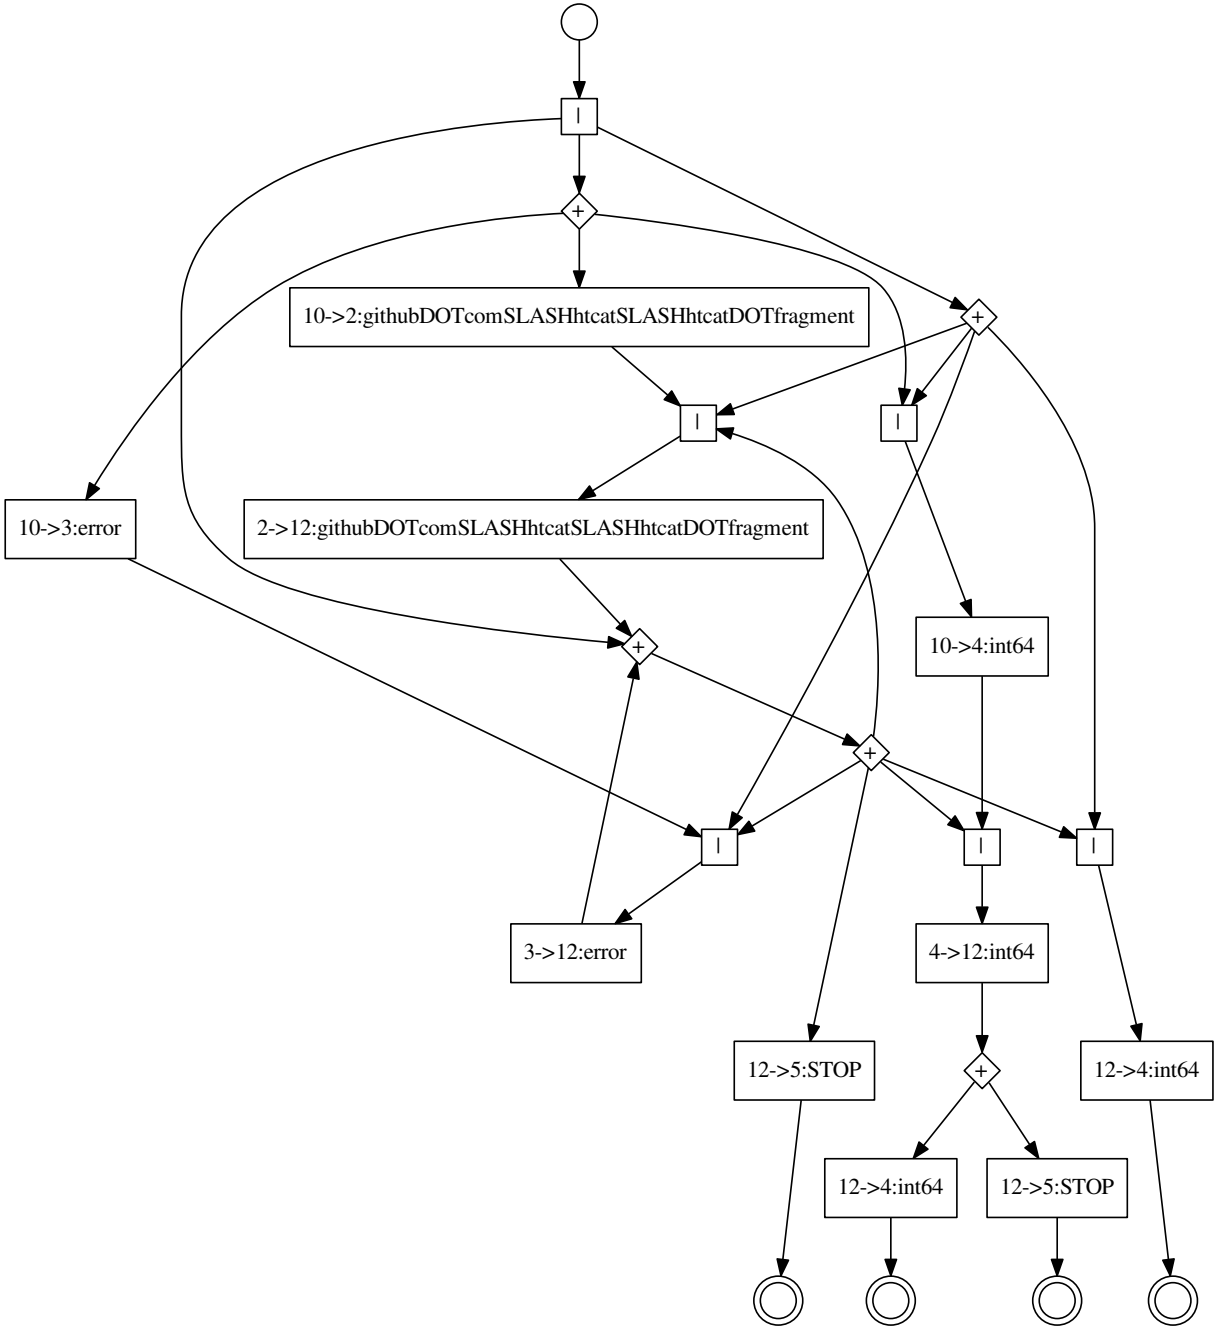 |
+
10->2:githubDOTcomSLASHhtcatSLASHhtcatDOTfragment
+
|
|
10->3:error
2->12:githubDOTcomSLASHhtcatSLASHhtcatDOTfragment
+
10->4:int64
+
|
|
|
3->12:error
4->12:int64
12->5:STOP
+
12->4:int64
12->4:int64
12->5:STOP